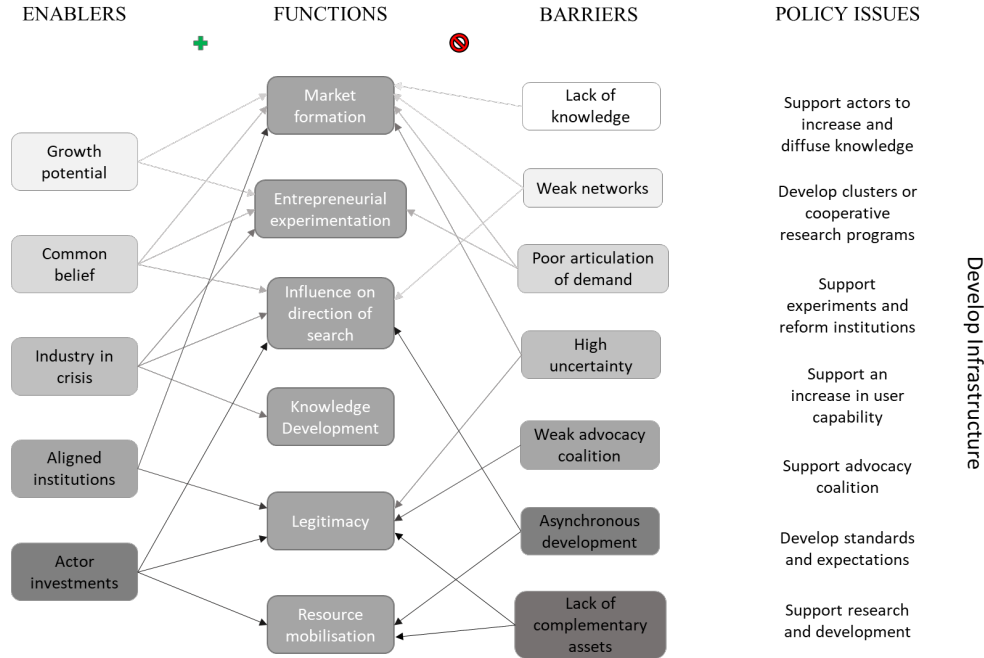 ENABLERS
FUNCTIONS
BARRIERS
POLICY ISSUES
Growth
potential
Common
belief
Industry in
crisis
Aligned
institutions
Actor
investments
Market
formation
Entrepreneurial
experimentation
Influence on
direction of
search
Knowledge
Development
Legitimacy
Resource
mobilisation
Lack of
knowledge
Weak networks
Poor articulation
of demand
High
uncertainty
Weak advocacy
coalition
Asynchronous
development
Lack of
complementary
assets
Support actors to
increase and
diffuse knowledge
Develop clusters or
cooperative
research programs
Support
experiments and
reform institutions
Support an
increase in user
capability
Support advocacy
coalition
Develop standards
and expectations
Support research
and development
Develop Infrastructure